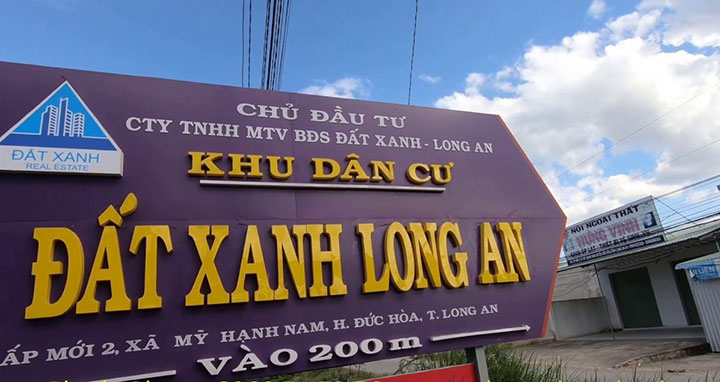 CHỦ ĐẦU TƯ
CTY TNHH MTV BĐS ĐẤT XANH - LONG AN
KHU DÂN CƯ
ĐẤT XANH LONG AN
ẤP MỚI 2, XÃ MỸ HẠNH NAM, H. ĐỨC HÒA, T. LONG AN
VÀO 200 m
ĐẤT XANH
REAL ESTATE
NỘI NGOẠI THẤT
HÙNG VINH